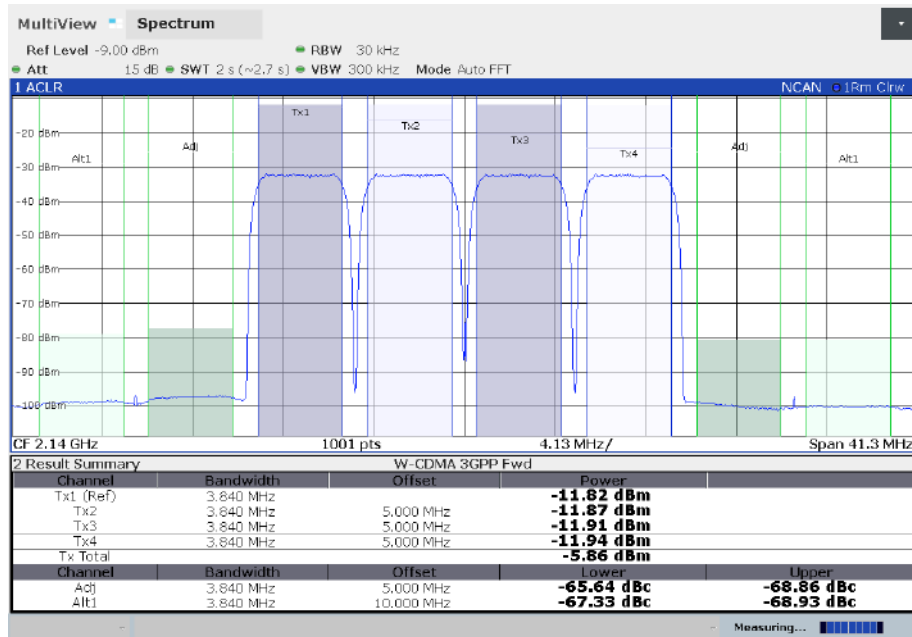 MultiView Spectrum
Ref Level -9.00 dBm RBW 30 kHz
Att 15 dB SWT 2 s (~2.7 s) VBW 300 kHz Mode Auto FFT
1 ACLR NCAN 1Rm Clrw
Tx1
Tx2
-20 dBm
Tx3
Adj Adj
Alt1 Tx4 Alt1
-30 dBm
-40 dBm
-50 dBm
-60 dBm
-70 dBm
-80 dBm
-90 dBm
-100 dBm
CF 2.14 GHz 1001 pts 4.13 MHz/ Span 41.3 MHz
2 Result Summary W-CDMA 3GPP Fwd
Channel Bandwidth Offset Power
Tx1 (Ref) 3.840 MHz -11.82 dBm
Tx2 3.840 MHz 5.000 MHz -11.87 dBm
Tx3 3.840 MHz 5.000 MHz -11.91 dBm
Tx4 3.840 MHz 5.000 MHz -11.94 dBm
Tx Total -5.86 dBm
Channel Bandwidth Offset Lower Upper
Adj 3.840 MHz 5.000 MHz -65.64 dBc -68.86 dBc
Alt1 3.840 MHz 10.000 MHz -67.33 dBc -68.93 dBc
Measuring...